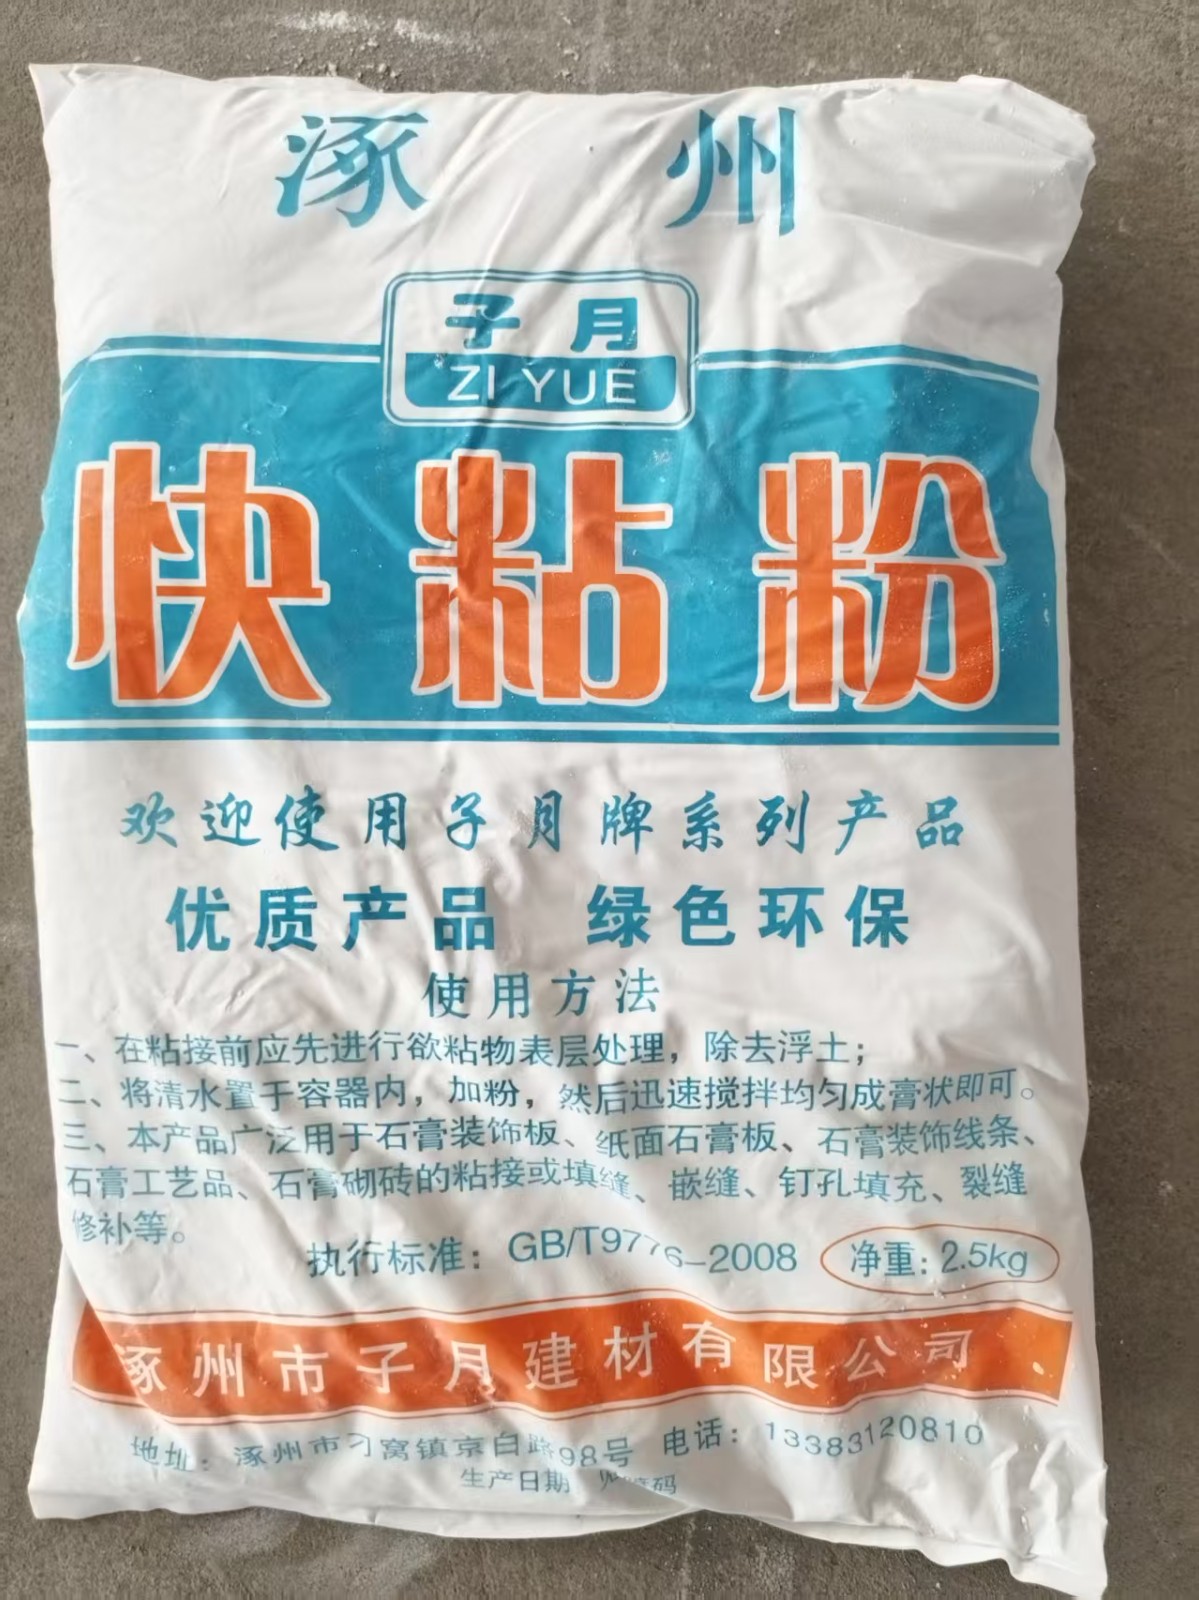 涿州
子月
ZI YUE
快粘粉
欢迎使用子月牌系列产品
优质产品 绿色环保
使用方法
一、在粘接前应先进行欲粘物表层处理，除去浮土；
二、将清水置于容器内，加粉，然后迅速搅拌均匀成膏状即可。
三、本产品广泛用于石膏装饰板、纸面石膏板、石膏装饰线条、
石膏工艺品、石膏砌砖的粘接或填缝、嵌缝、钉孔填充、裂缝
修补等。
执行标准：GB/T9776-2008 净重：2.5kg
涿州市子月建材有限公司
地址：涿州市刁窝镇京白路98号 电话：13383120810
生产日期 码